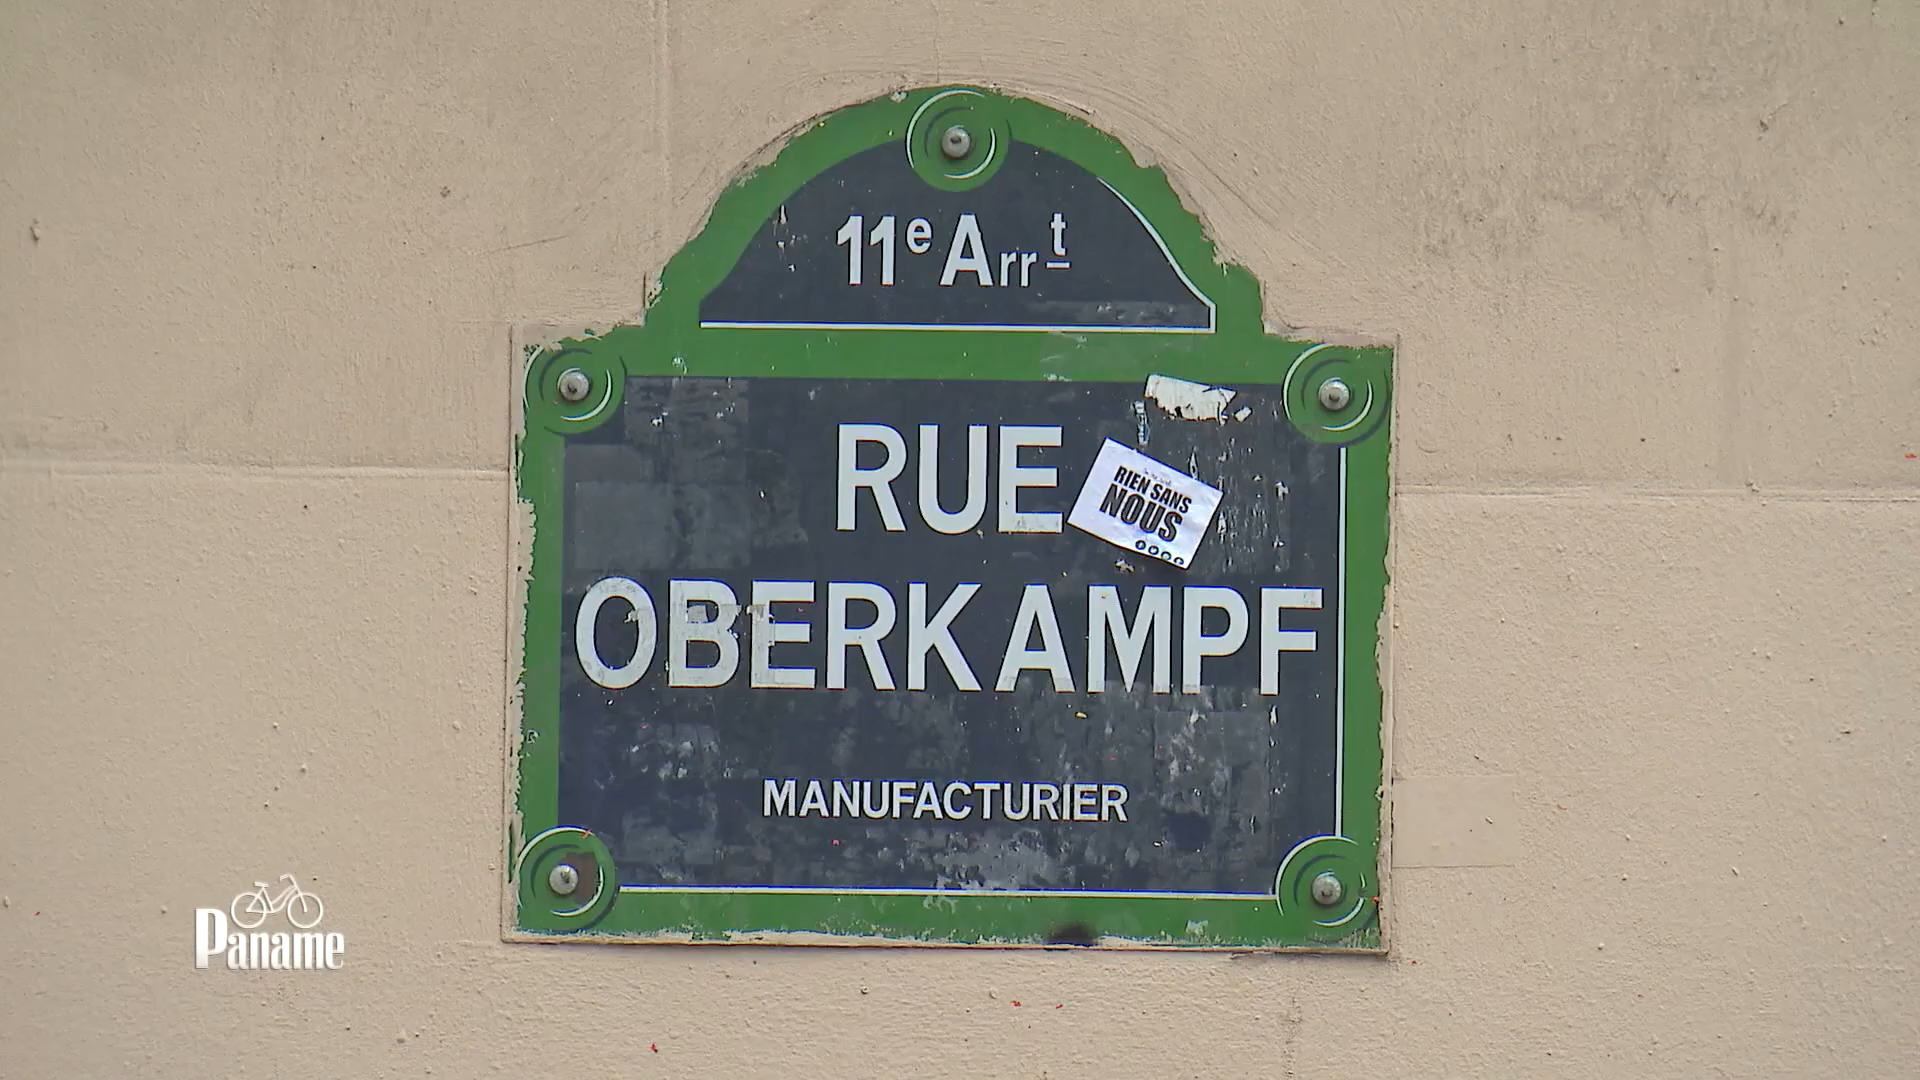 11e Arrt
RUE
RIEN SANS
NOUS
OBERKAMPF
MANUFACTURIER
Paname